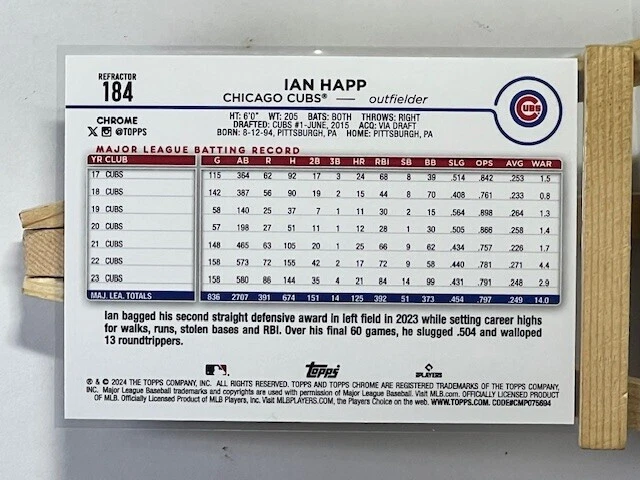 REFRACTOR
184
IAN HAPP
CHICAGO CUBS® — outfielder
CUBS
CHROME
@TOPPS
HT: 6'0" WT: 205 BATS: BOTH THROWS: RIGHT
DRAFTED: CUBS #1-JUNE, 2015 ACQ: VIA DRAFT
BORN: 8-12-94, PITTSBURGH, PA HOME: PITTSBURGH, PA
MAJOR LEAGUE BATTING RECORD
YR CLUB G AB R H 2B 3B HR RBI SB BB SLG OPS AVG WAR
17 CUBS 115 364 62 92 17 3 24 68 8 39 .514 .842 .253 1.5
18 CUBS 142 387 56 90 19 2 15 44 8 70 .408 .761 .233 0.8
19 CUBS 58 140 25 37 7 1 11 30 2 15 .564 .898 .264 1.3
20 CUBS 57 198 27 51 11 1 12 28 1 30 .505 .866 .258 1.4
21 CUBS 148 465 63 105 20 1 25 66 9 62 .434 .757 .226 1.7
22 CUBS 158 573 72 155 42 2 17 72 9 58 .440 .781 .271 4.4
23 CUBS 158 580 86 144 35 4 21 84 14 99 .431 .791 .248 2.9
MAJ. LEA. TOTALS 836 2707 391 674 151 14 125 392 51 373 .454 .797 .249 14.0
Ian bagged his second straight defensive award in left field in 2023 while setting career highs
for walks, runs, stolen bases and RBI. Over his final 60 games, he slugged .504 and walloped
13 roundtrippers.
Topps
PLAYERS
® & © 2024 THE TOPPS COMPANY, INC. ALL RIGHTS RESERVED. TOPPS AND TOPPS CHROME ARE REGISTERED TRADEMARKS OF THE TOPPS COMPANY,
INC. Major League Baseball trademarks and copyrights are used with permission of Major League Baseball. Visit MLB.com. OFFICIALLY LICENSED PRODUCT
OF MLB. Officially Licensed Product of MLB Players, Inc. Visit MLBPLAYERS.COM, the Players Choice on the web. WWW.TOPPS.COM. CODE#CMP075694